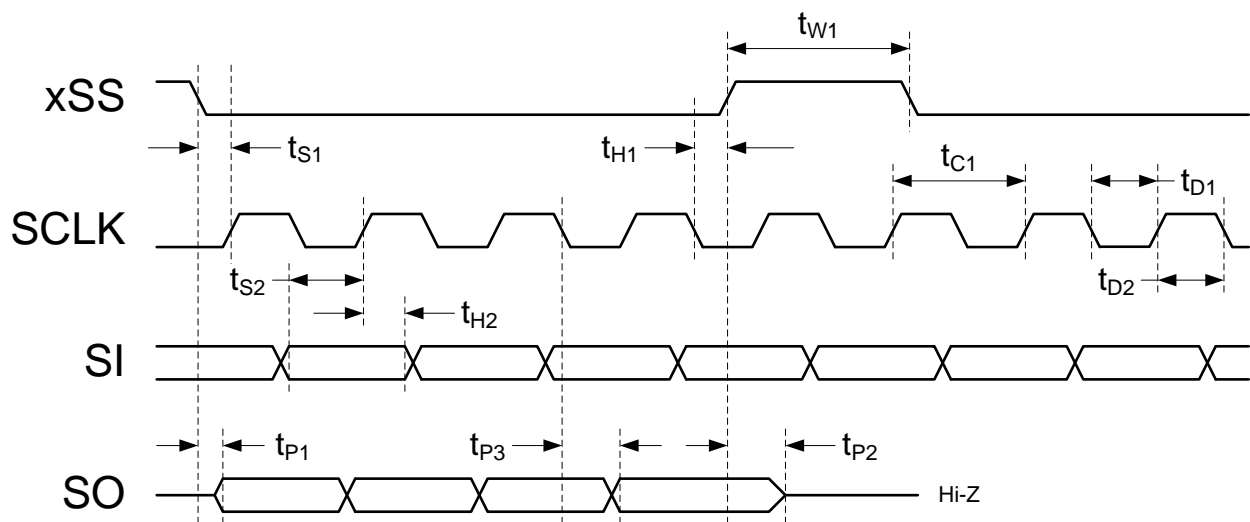 tW1
xSS
tS1
tH1
tC1
tD1
SCLK
tS2
tD2
tH2
SI
tP1
tP3
tP2
SO
Hi-Z